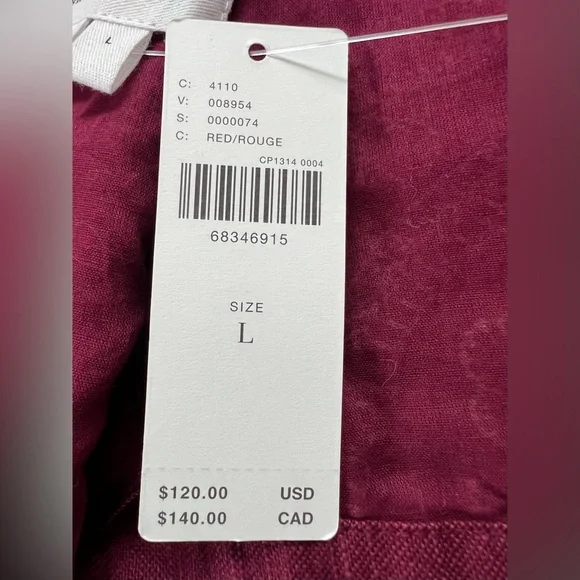 L
C: 4110
V: 008954
S: 0000074
C: RED/ROUGE
CP1314 0004
68346915
SIZE
L
$120.00 USD
$140.00 CAD